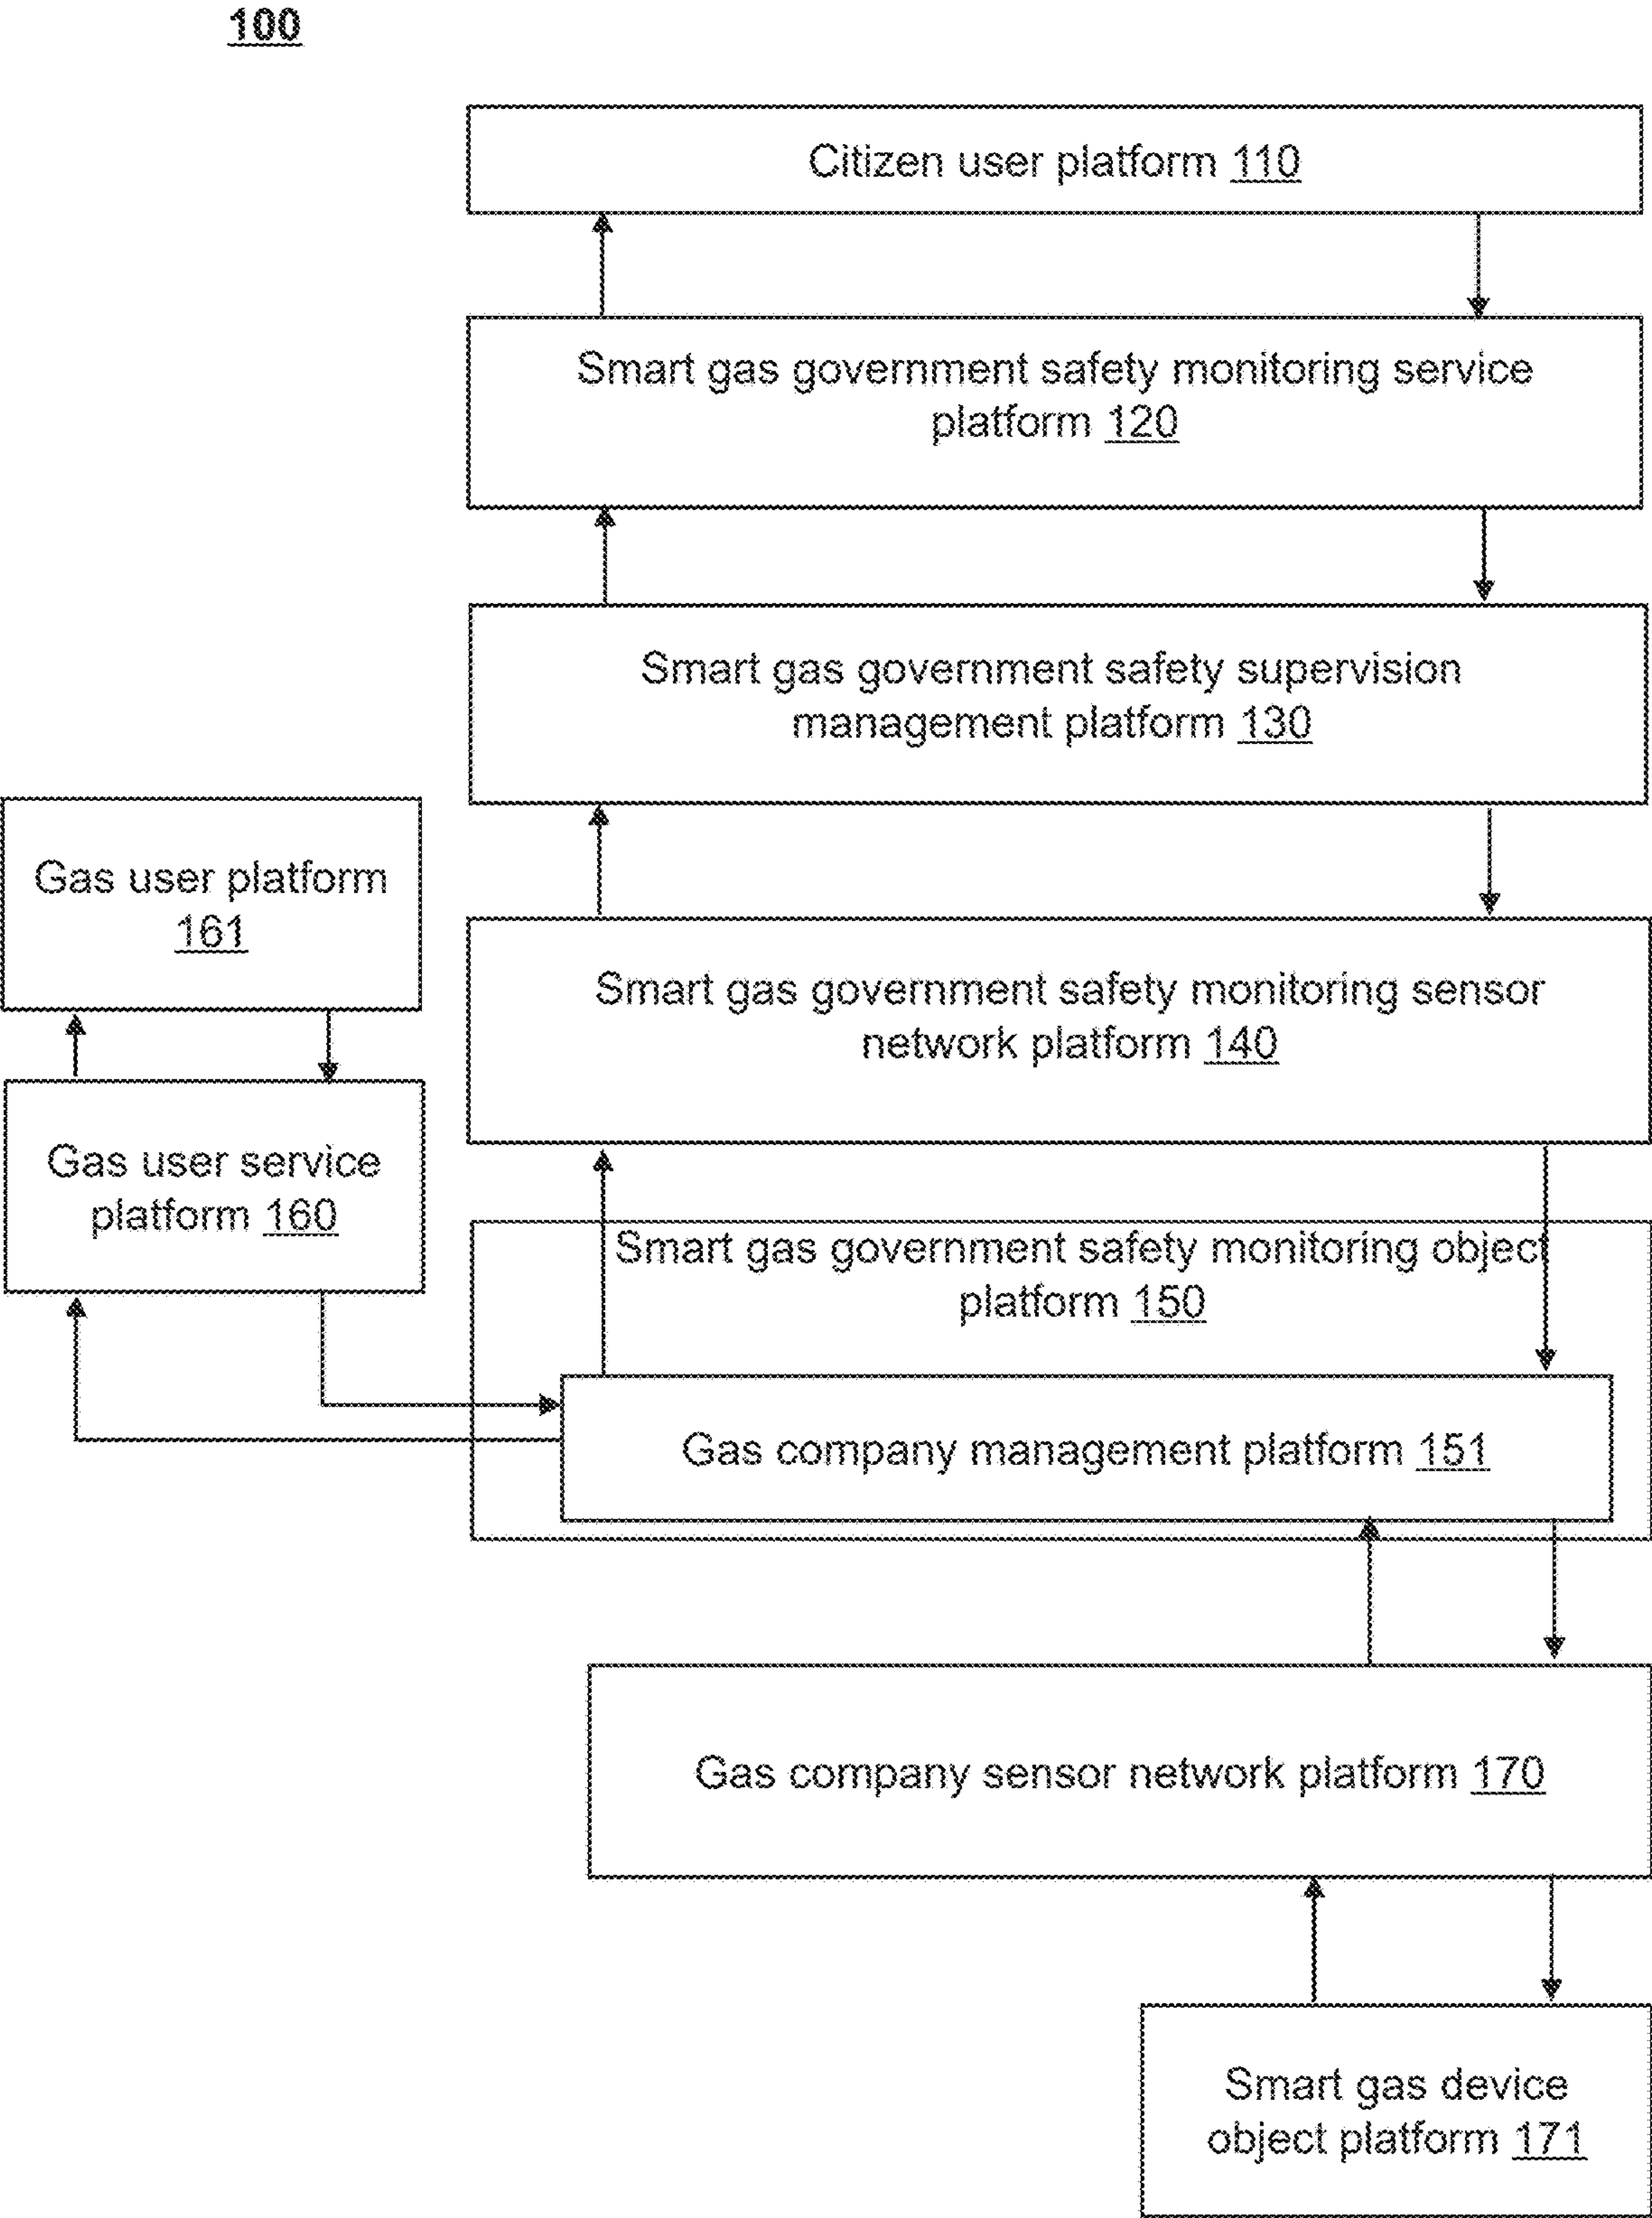 100
Citizen user platform 110
Smart gas government safety monitoring service
platform 120
Smart gas government safety supervision
management platform 130
Gas user platform
161
Smart gas government safety monitoring sensor
network platform 140
Gas user service
platform 160
Smart gas government safety monitoring object
platform 150
Gas company management platform 151
Gas company sensor network platform 170
Smart gas device
object platform 171